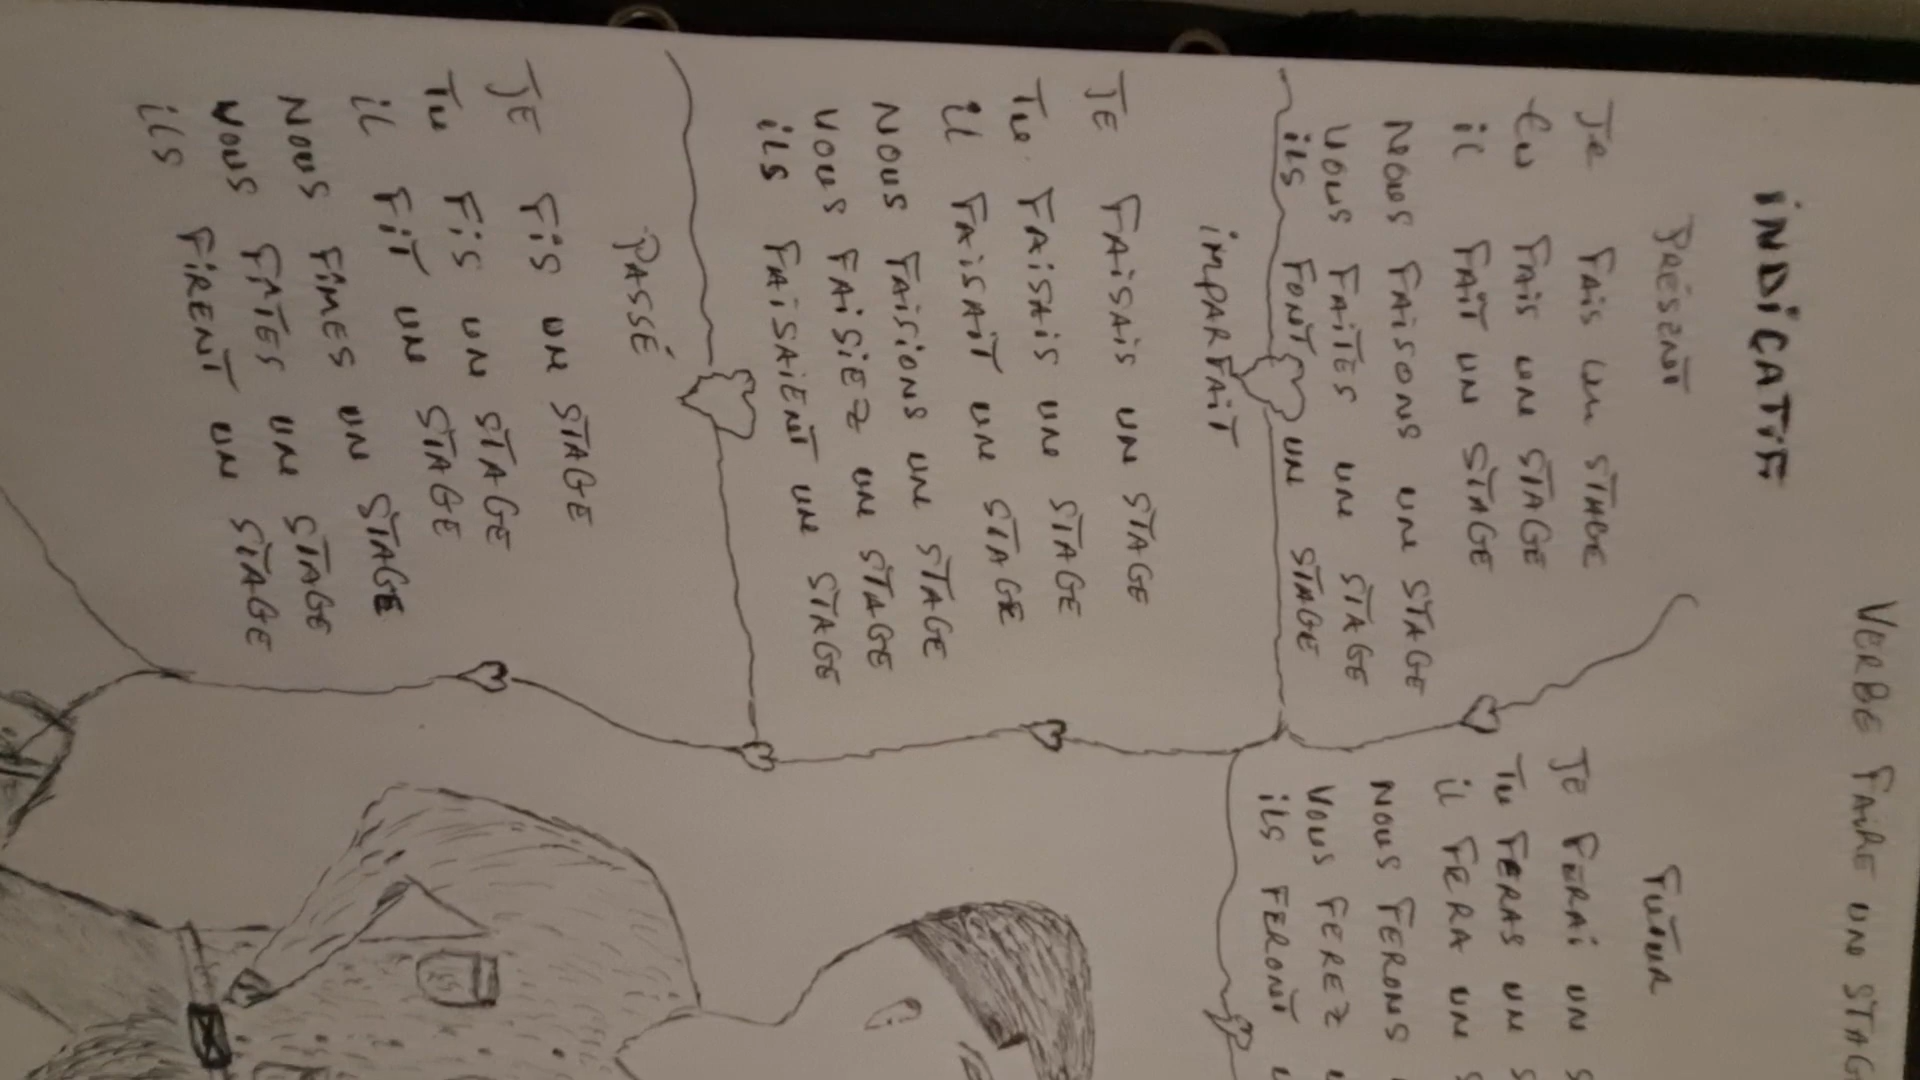 VERBE FAIRE UN STAG
INDICATIF
PRÉSENT
Je FAIS UN STAGE
tu FAIS UN STAGE
il FAIT UN STAGE
NOUS FAISONS UN STAGE
VOUS FAITES UN STAGE
ILS FONT UN STAGE
IMPARFAIT
JE FAISAIS UN STAGE
Tu FAISAIS UN STAGE
il FAISAIT UN STAGE
NOUS FAISIONS UN STAGE
VOUS FAISIEZ UN STAGE
ILS FAISAIENT UN STAGE
PASSÉ
JE FIS UN STAGE
Tu FIS UN STAGE
il FIT UN STAGE
NOUS FÎMES UN STAGE
VOUS FÎTES UN STAGE
ILS FIRENT UN STAGE
FUTUR
JE FERAI UN S
Tu FERAS UN S
il FERA UN S
NOUS FERONS
VOUS FEREZ U
ILS FERONT U